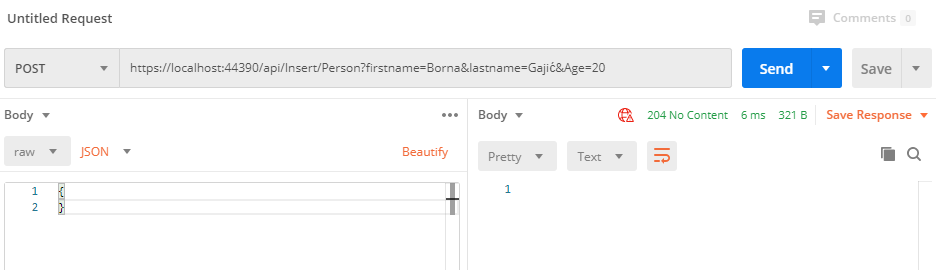 Untitled Request
Comments 0
POST https://localhost:44390/api/Insert/Person?firstname=Borna&lastname=Gajić&Age=20 Send Save
Body
Body 204 No Content 6 ms 321 B Save Response
raw JSON Beautify
Pretty Text
1 {
2 }
1